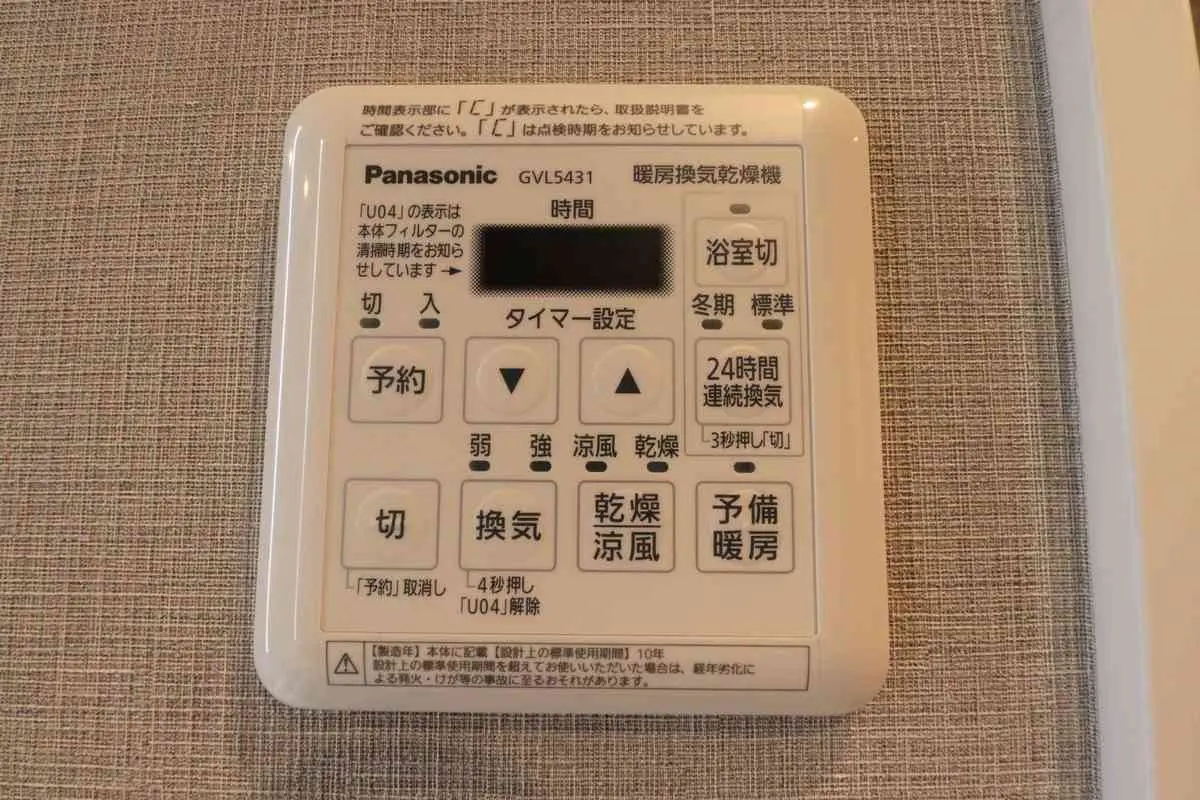 時間表示部に「[」が表示されたら、取扱説明書を
ご確認ください。「[」は点検時期をお知らせしています。
Panasonic GVL5431 暖房換気乾燥機
「U04」の表示は
本体フィルターの
清掃時期をお知ら
せしています→
時間
浴室切
切 入
タイマー設定
冬期 標準
予約
▼
▲
24時間
連続換気
3秒押し「切」
弱 強 涼風 乾燥
切
換気
乾燥
涼風
予備
暖房
「予約」取消し
4秒押し
「U04」解除
【製造年】本体に記載【設計上の標準使用期間】10年
設計上の標準使用期間を超えてお使いいただいた場合は、経年劣化に
よる発火・けが等の事故に至るおそれがあります。